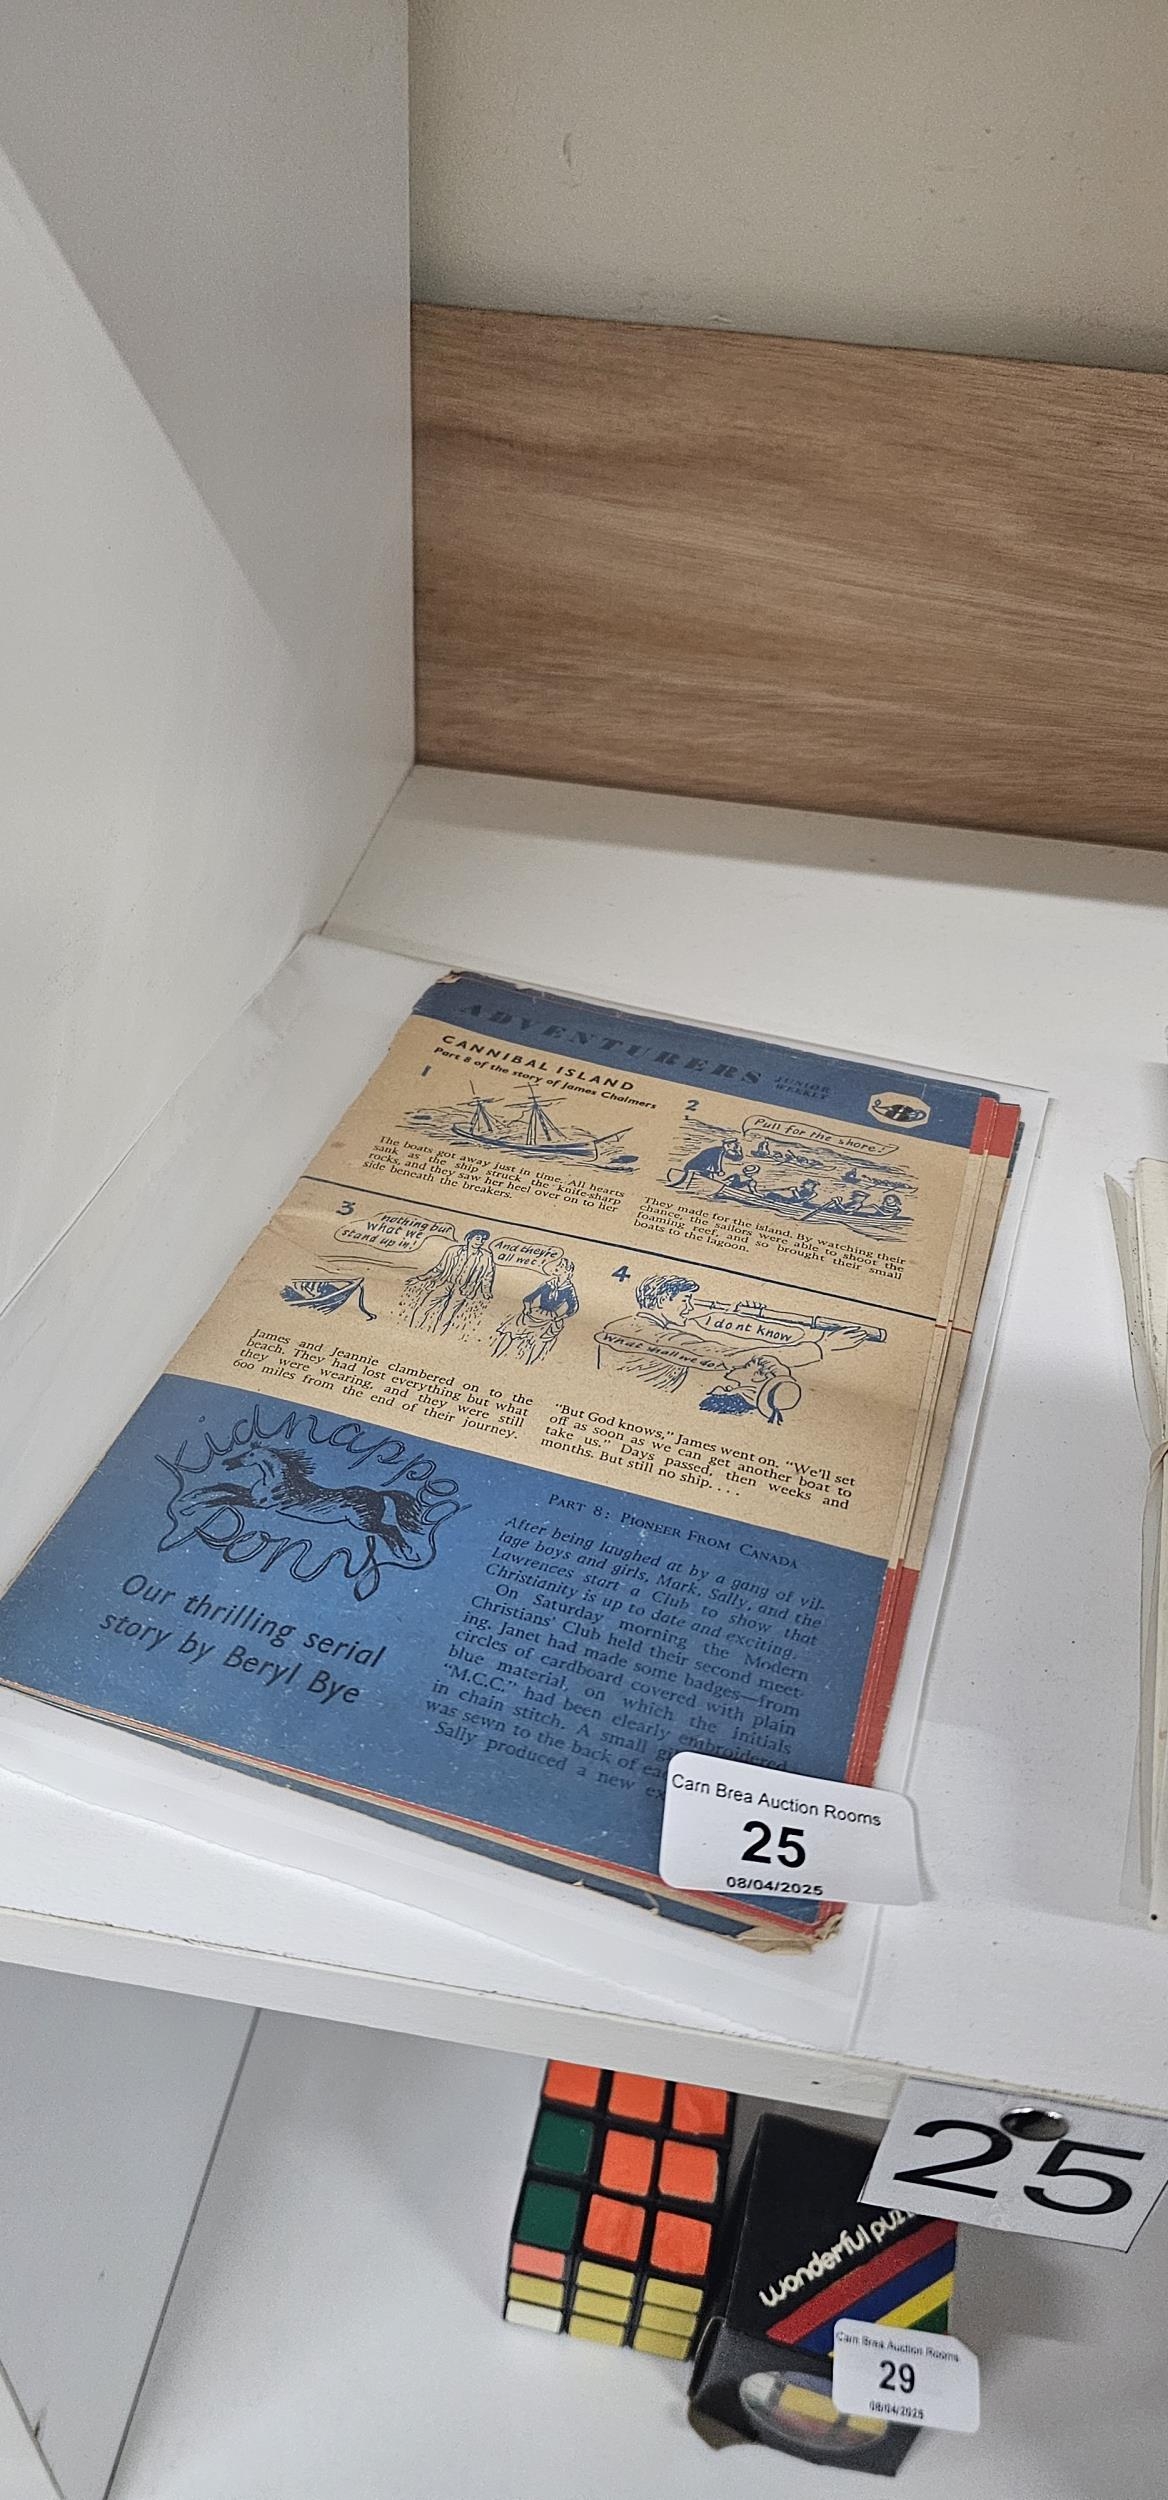 ADVENTURERS
JUNIOR
WEEKLY
CANNIBAL ISLAND
Part 8 of the story of James Chalmers
1
The boats got away just in time. All hearts
sank as the ship struck the knife-sharp
rocks, and they saw her heel over on to her
side beneath the breakers.
2
Pull for the shore!
They made for the island. By watching their
chance, the sailors were able to shoot the
foaming reef, and so brought their small
boats to the lagoon.
3
nothing but
what we
stand up in!
And they're
all wet!
James and Jeannie clambered on to the
beach. They had lost everything but what
they were wearing, and they were still
600 miles from the end of their journey.
4
I dont know
what shall we do?
"But God knows," James went on. "We'll set
off as soon as we can get another boat to
take us." Days passed, then weeks and
months. But still no ship. . . .
Kidnapped
Pony
Our thrilling serial
story by Beryl Bye
PART 8: PIONEER FROM CANADA
After being laughed at by a gang of vil-
lage boys and girls, Mark, Sally, and the
Lawrences start a Club to show that
Christianity is up to date and exciting.
On Saturday morning the Modern
Christians' Club held their second meet-
ing. Janet had made some badges—from
circles of cardboard covered with plain
blue material, on which the initials
"M.C.C." had been clearly embroidered
in chain stitch. A small
was sewn to the back of
Sally produced a new
Carn Brea Auction Rooms
25
08/04/2025
25
wonderful
Carn Brea Auction Rooms
29
08/04/2025